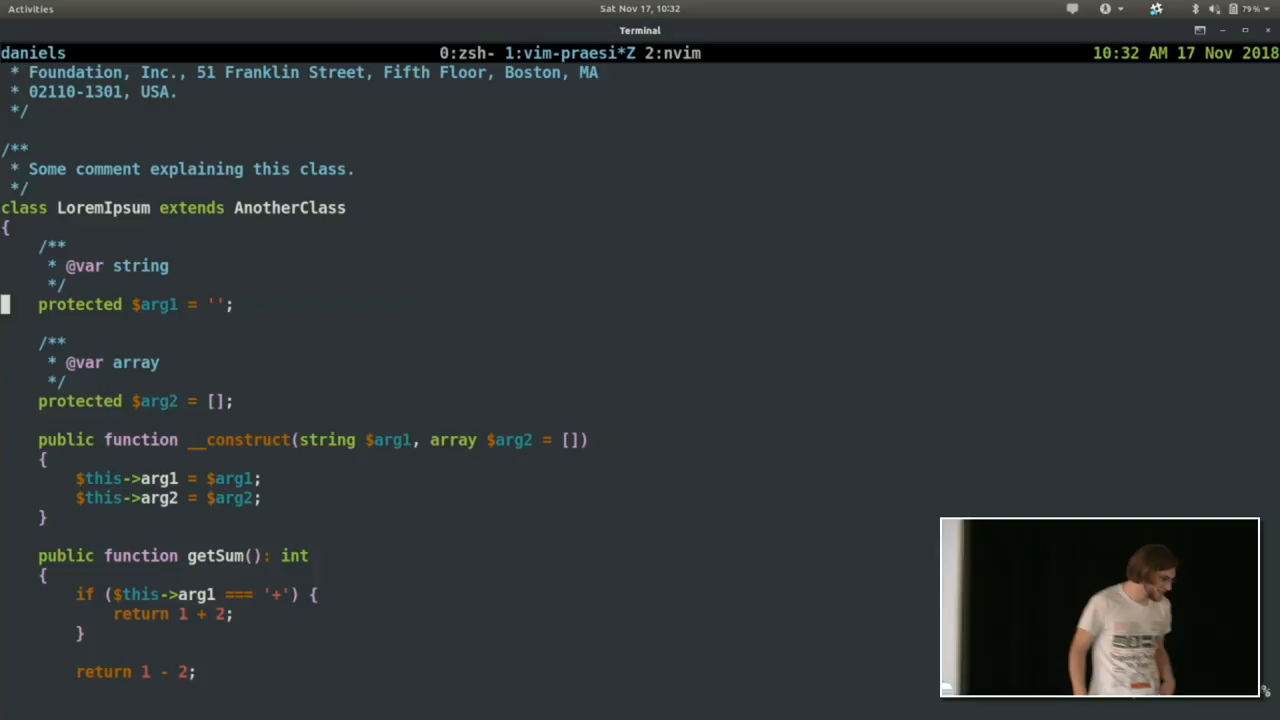 Activities
Sat Nov 17, 10:32
79%
Terminal
daniels 0:zsh- 1:vim-praesi*Z 2:nvim 10:32 AM 17 Nov 2018
* Foundation, Inc., 51 Franklin Street, Fifth Floor, Boston, MA
* 02110-1301, USA.
*/
/**
* Some comment explaining this class.
*/
class LoremIpsum extends AnotherClass
{
/**
* @var string
*/
protected $arg1 = '';
/**
* @var array
*/
protected $arg2 = [];
public function __construct(string $arg1, array $arg2 = [])
{
$this->arg1 = $arg1;
$this->arg2 = $arg2;
}
public function getSum(): int
{
if ($this->arg1 === '+') {
return 1 + 2;
}
return 1 - 2;
%